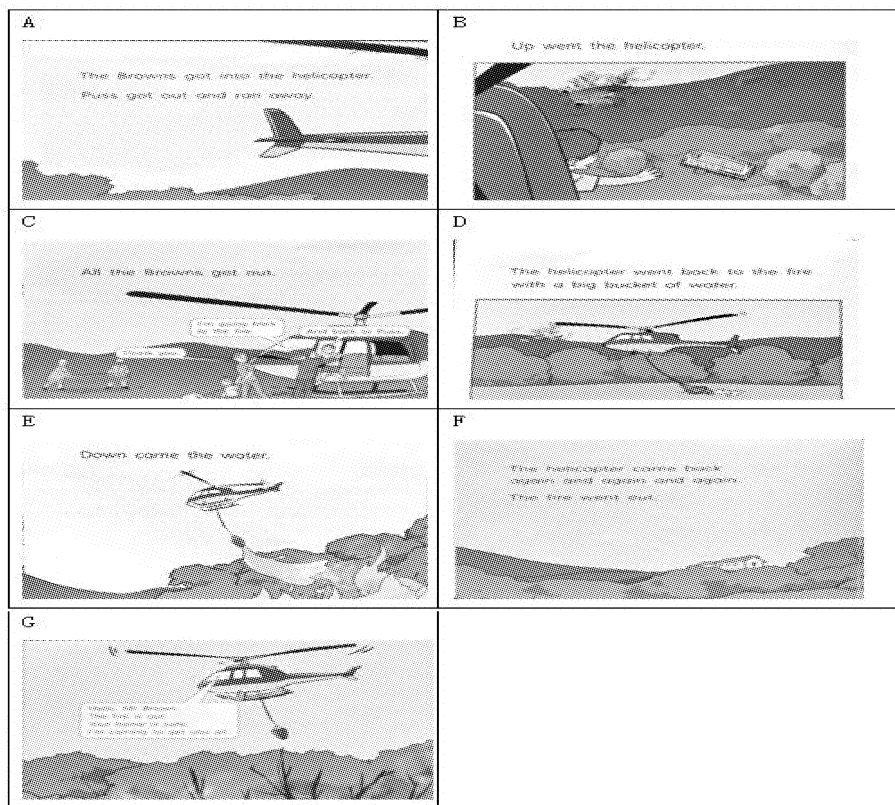 A
The Browns got into the helicopter.
Puss got out and ran away.
B
Up went the helicopter.
C
All the Browns got out.
I'm going back
to the fire.
And back to Puss.
Thank you.
D
The helicopter went back to the fire
with a big bucket of water.
E
Down came the water.
F
The helicopter came back
again and again and again.
The fire went out.
G
Hello, Mr Brown.
The fire is out.
Your home is safe.
I'm coming to get you all.